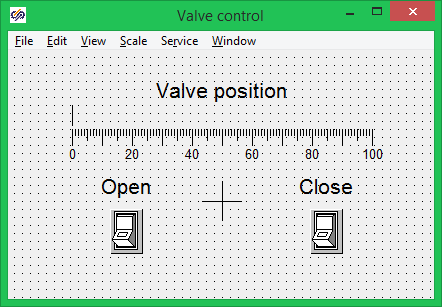 Valve control
File Edit View Scale Service Window
Valve position
0 20 40 60 80 100
Open Close